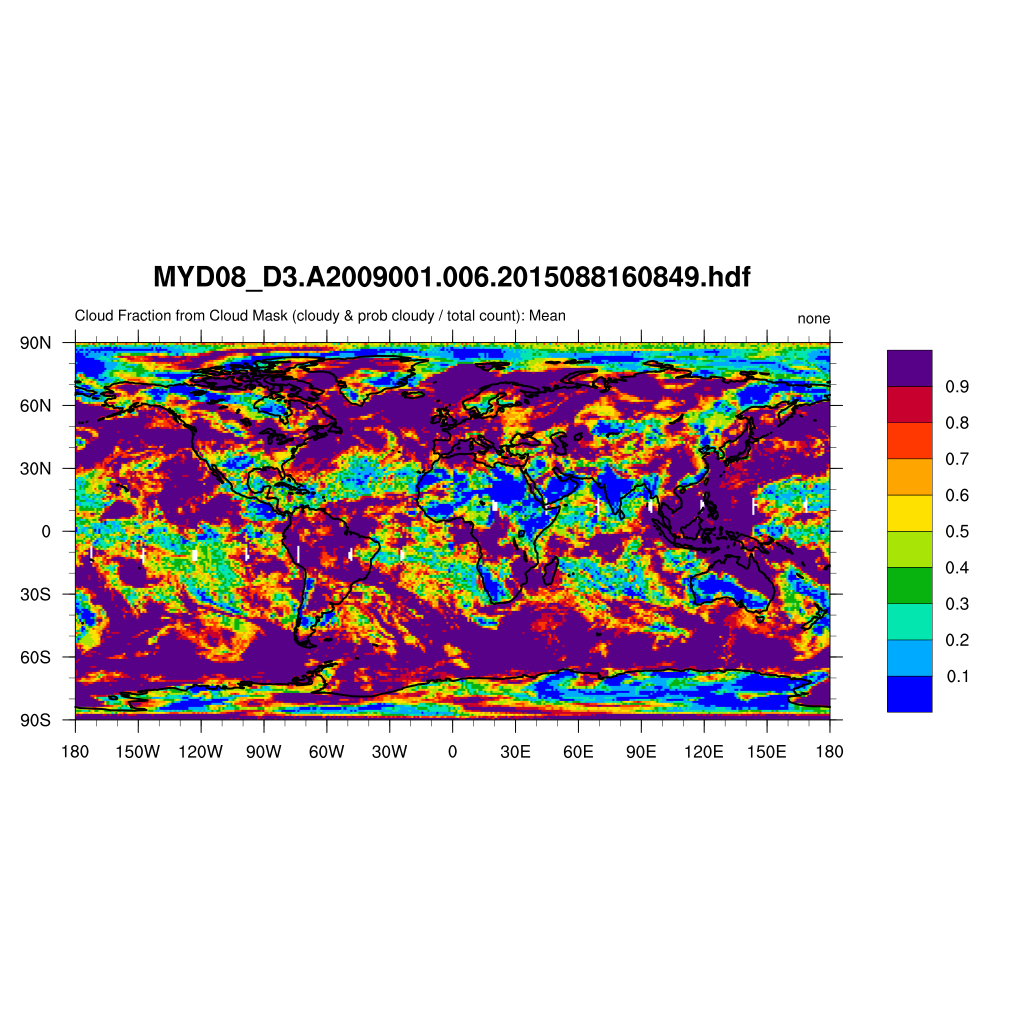 MYD08_D3.A2009001.006.2015088160849.hdf
Cloud Fraction from Cloud Mask (cloudy & prob cloudy / total count): Mean
none
90N
60N
30N
0
30S
60S
90S
180 150W 120W 90W 60W 30W 0 30E 60E 90E 120E 150E 180
0.9
0.8
0.7
0.6
0.5
0.4
0.3
0.2
0.1